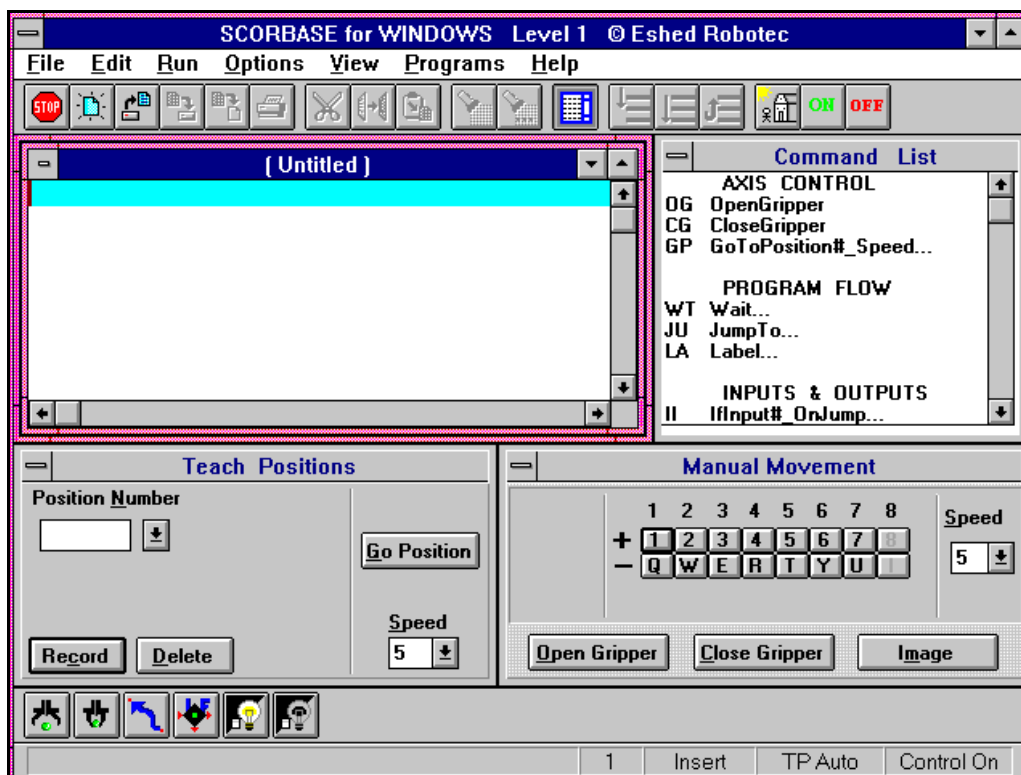 SCORBASE for WINDOWS Level 1 © Eshed Robotec
File Edit Run Options View Programs Help
STOP ON OFF
( Untitled )
Command List
AXIS CONTROL
OG OpenGripper
CG CloseGripper
GP GoToPosition#_Speed...
PROGRAM FLOW
WT Wait...
JU JumpTo...
LA Label...
INPUTS & OUTPUTS
II IfInput#_OnJump...
Teach Positions
Position Number
Go Position
Speed
5
Record Delete
Manual Movement
1 2 3 4 5 6 7 8
+ 1 2 3 4 5 6 7 8
− Q W E R T Y U I
Speed
5
Open Gripper Close Gripper Image
IF
1 Insert TP Auto Control On